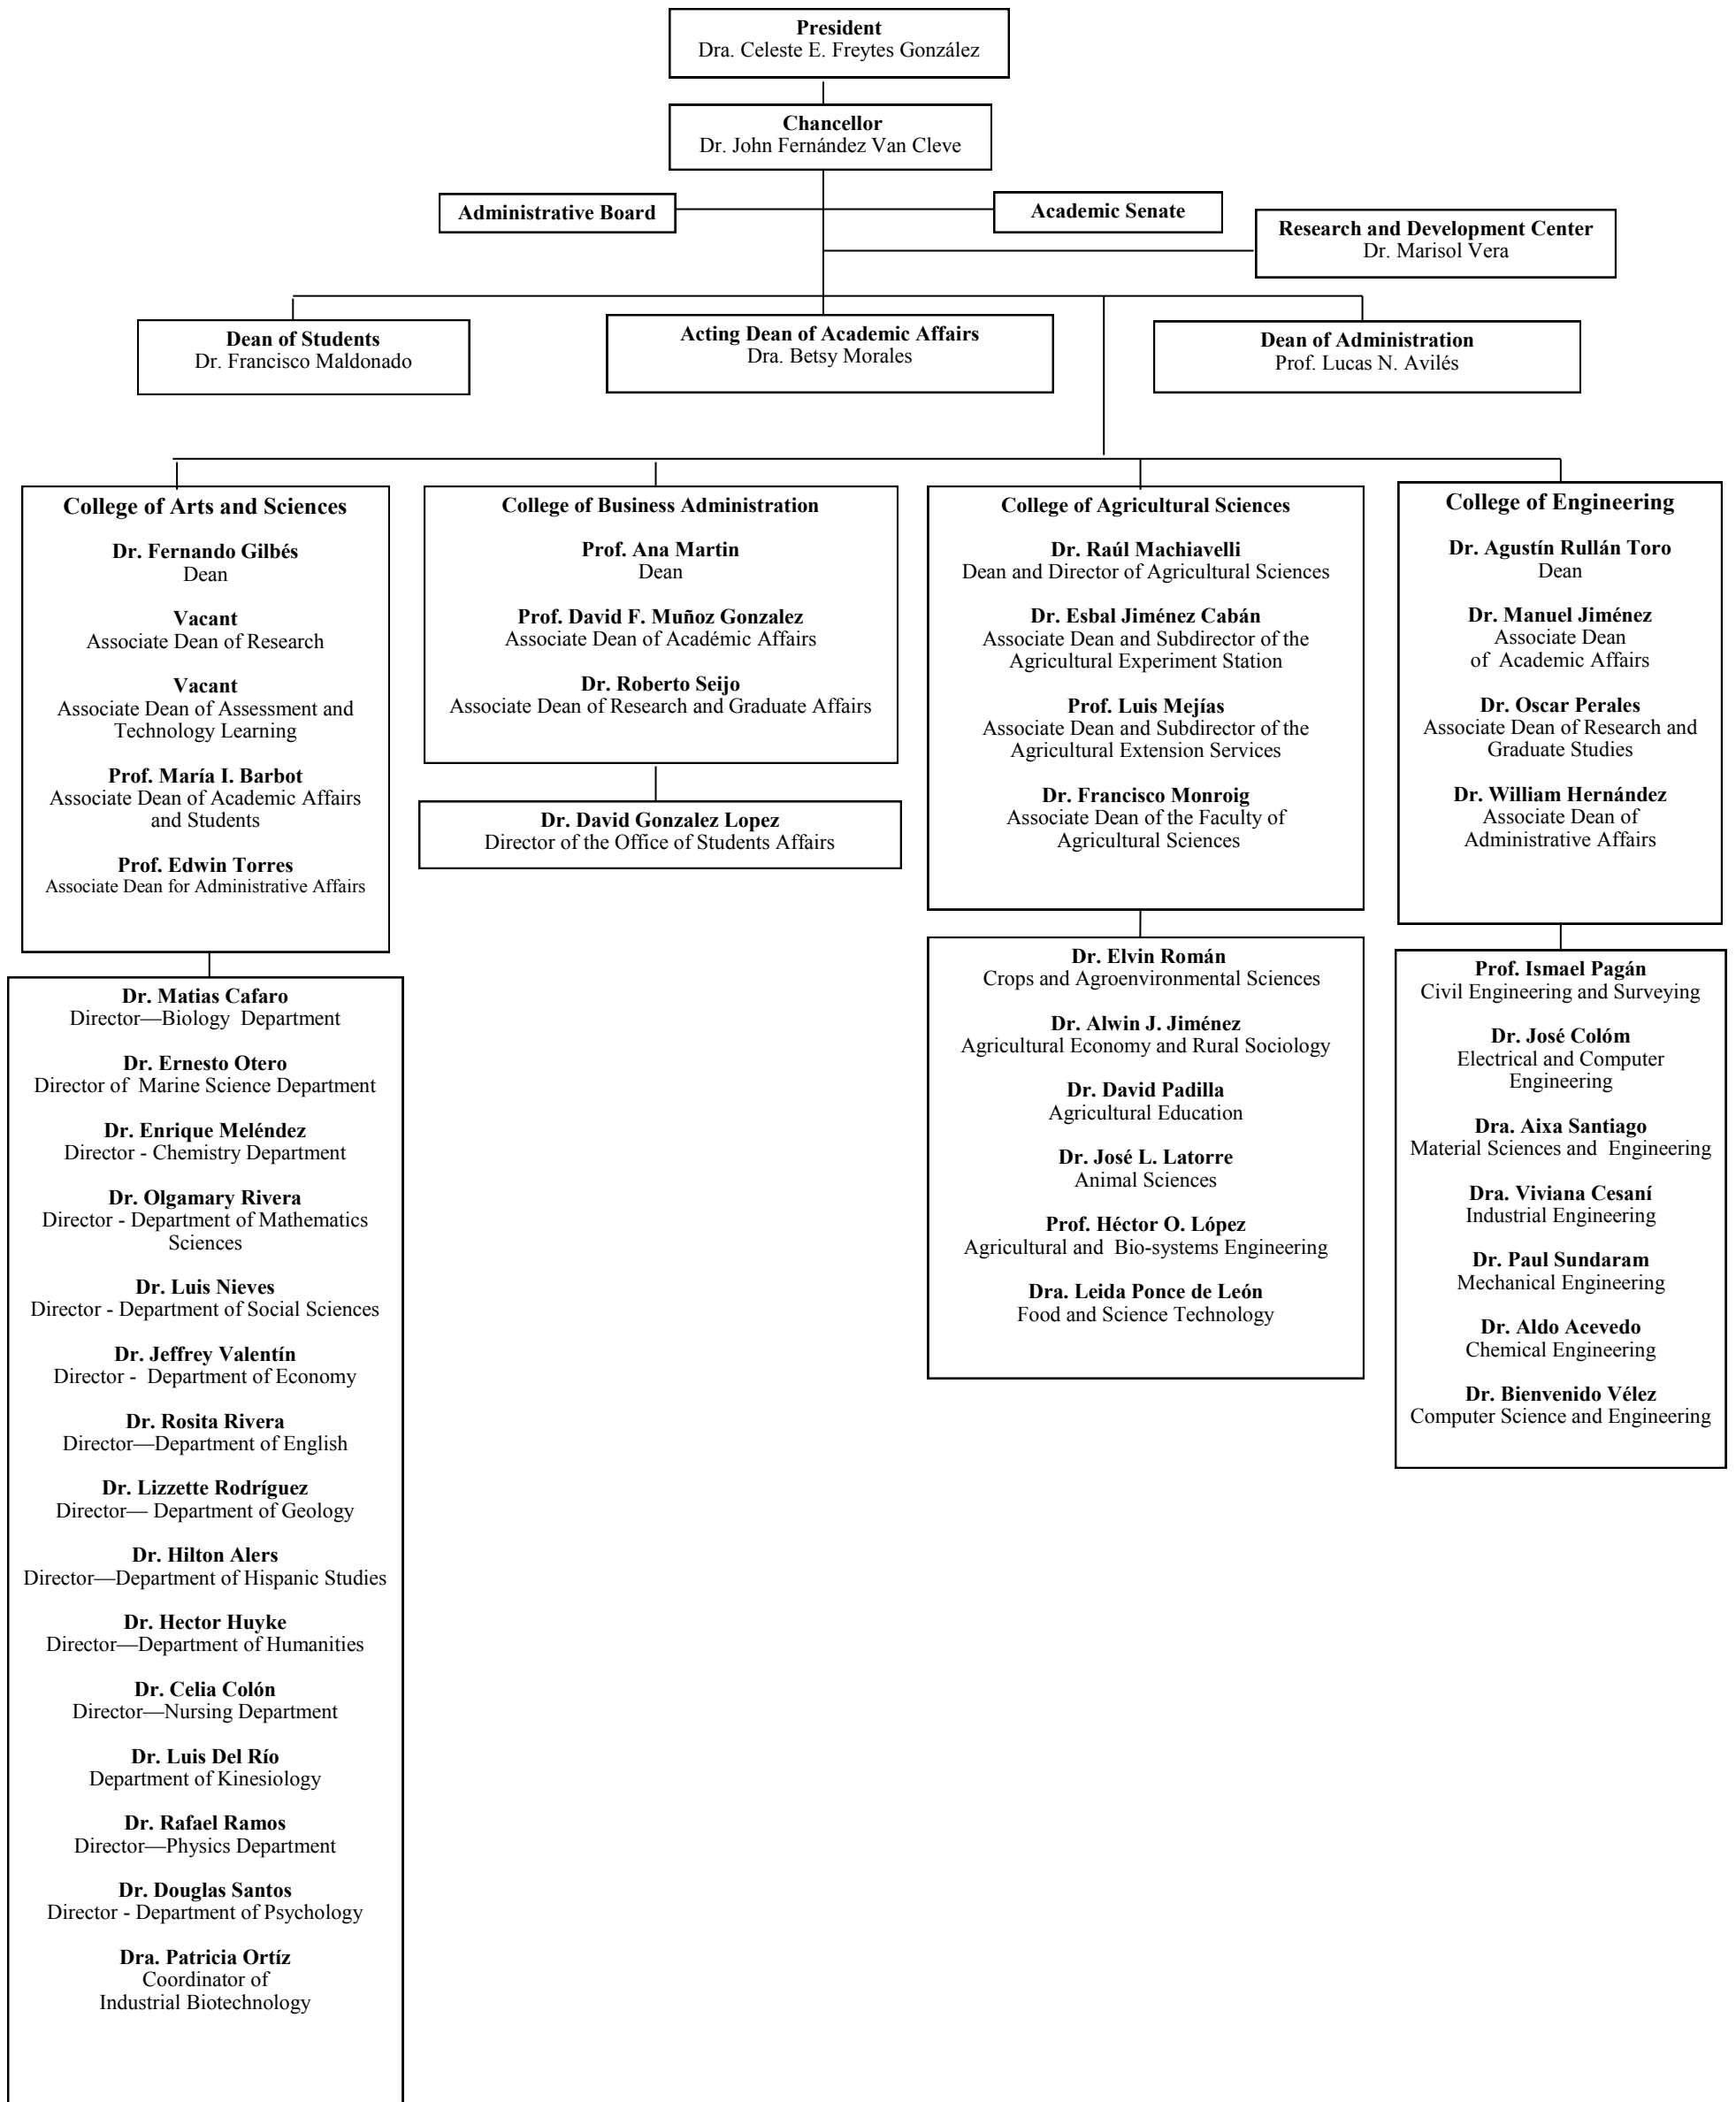 President
Dra. Celeste E. Freytes González
Chancellor
Dr. John Fernández Van Cleve
Administrative Board
Academic Senate
Research and Development Center
Dr. Marisol Vera
Dean of Students
Dr. Francisco Maldonado
Acting Dean of Academic Affairs
Dra. Betsy Morales
Dean of Administration
Prof. Lucas N. Avilés
College of Arts and Sciences
Dr. Fernando Gilbés
Dean
Vacant
Associate Dean of Research
Vacant
Associate Dean of Assessment and
Technology Learning
Prof. María I. Barbot
Associate Dean of Academic Affairs
and Students
Prof. Edwin Torres
Associate Dean for Administrative Affairs
Dr. Matias Cafaro
Director—Biology Department
Dr. Ernesto Otero
Director of Marine Science Department
Dr. Enrique Meléndez
Director - Chemistry Department
Dr. Olgamary Rivera
Director - Department of Mathematics
Sciences
Dr. Luis Nieves
Director - Department of Social Sciences
Dr. Jeffrey Valentín
Director - Department of Economy
Dr. Rosita Rivera
Director—Department of English
Dr. Lizzette Rodríguez
Director— Department of Geology
Dr. Hilton Alers
Director—Department of Hispanic Studies
Dr. Hector Huyke
Director—Department of Humanities
Dr. Celia Colón
Director—Nursing Department
Dr. Luis Del Río
Department of Kinesiology
Dr. Rafael Ramos
Director—Physics Department
Dr. Douglas Santos
Director - Department of Psychology
Dra. Patricia Ortíz
Coordinator of
Industrial Biotechnology
College of Business Administration
Prof. Ana Martin
Dean
Prof. David F. Muñoz Gonzalez
Associate Dean of Académic Affairs
Dr. Roberto Seijo
Associate Dean of Research and Graduate Affairs
Dr. David Gonzalez Lopez
Director of the Office of Students Affairs
College of Agricultural Sciences
Dr. Raúl Machiavelli
Dean and Director of Agricultural Sciences
Dr. Esbal Jiménez Cabán
Associate Dean and Subdirector of the
Agricultural Experiment Station
Prof. Luis Mejías
Associate Dean and Subdirector of the
Agricultural Extension Services
Dr. Francisco Monroig
Associate Dean of the Faculty of
Agricultural Sciences
Dr. Elvin Román
Crops and Agroenvironmental Sciences
Dr. Alwin J. Jiménez
Agricultural Economy and Rural Sociology
Dr. David Padilla
Agricultural Education
Dr. José L. Latorre
Animal Sciences
Prof. Héctor O. López
Agricultural and Bio-systems Engineering
Dra. Leida Ponce de León
Food and Science Technology
College of Engineering
Dr. Agustín Rullán Toro
Dean
Dr. Manuel Jiménez
Associate Dean
of Academic Affairs
Dr. Oscar Perales
Associate Dean of Research and
Graduate Studies
Dr. William Hernández
Associate Dean of
Administrative Affairs
Prof. Ismael Pagán
Civil Engineering and Surveying
Dr. José Colóm
Electrical and Computer
Engineering
Dra. Aixa Santiago
Material Sciences and Engineering
Dra. Viviana Cesaní
Industrial Engineering
Dr. Paul Sundaram
Mechanical Engineering
Dr. Aldo Acevedo
Chemical Engineering
Dr. Bienvenido Vélez
Computer Science and Engineering